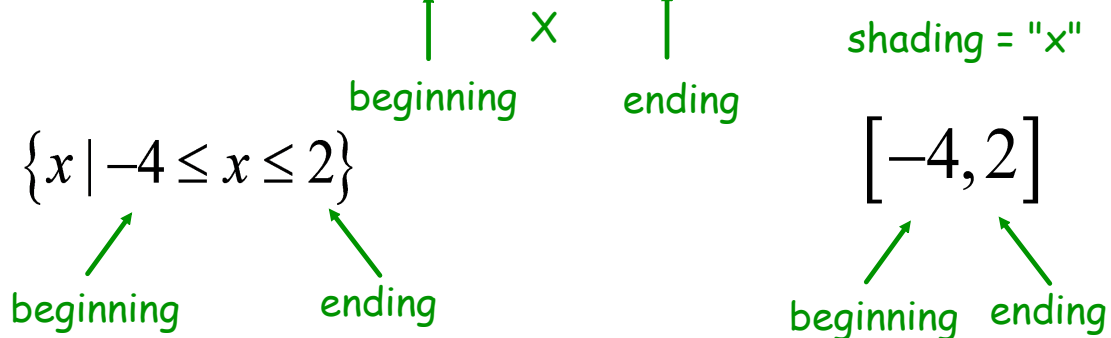 x
shading = "x"
beginning
ending
{x | −4 ≤ x ≤ 2}
[−4, 2]
beginning
ending
beginning
ending